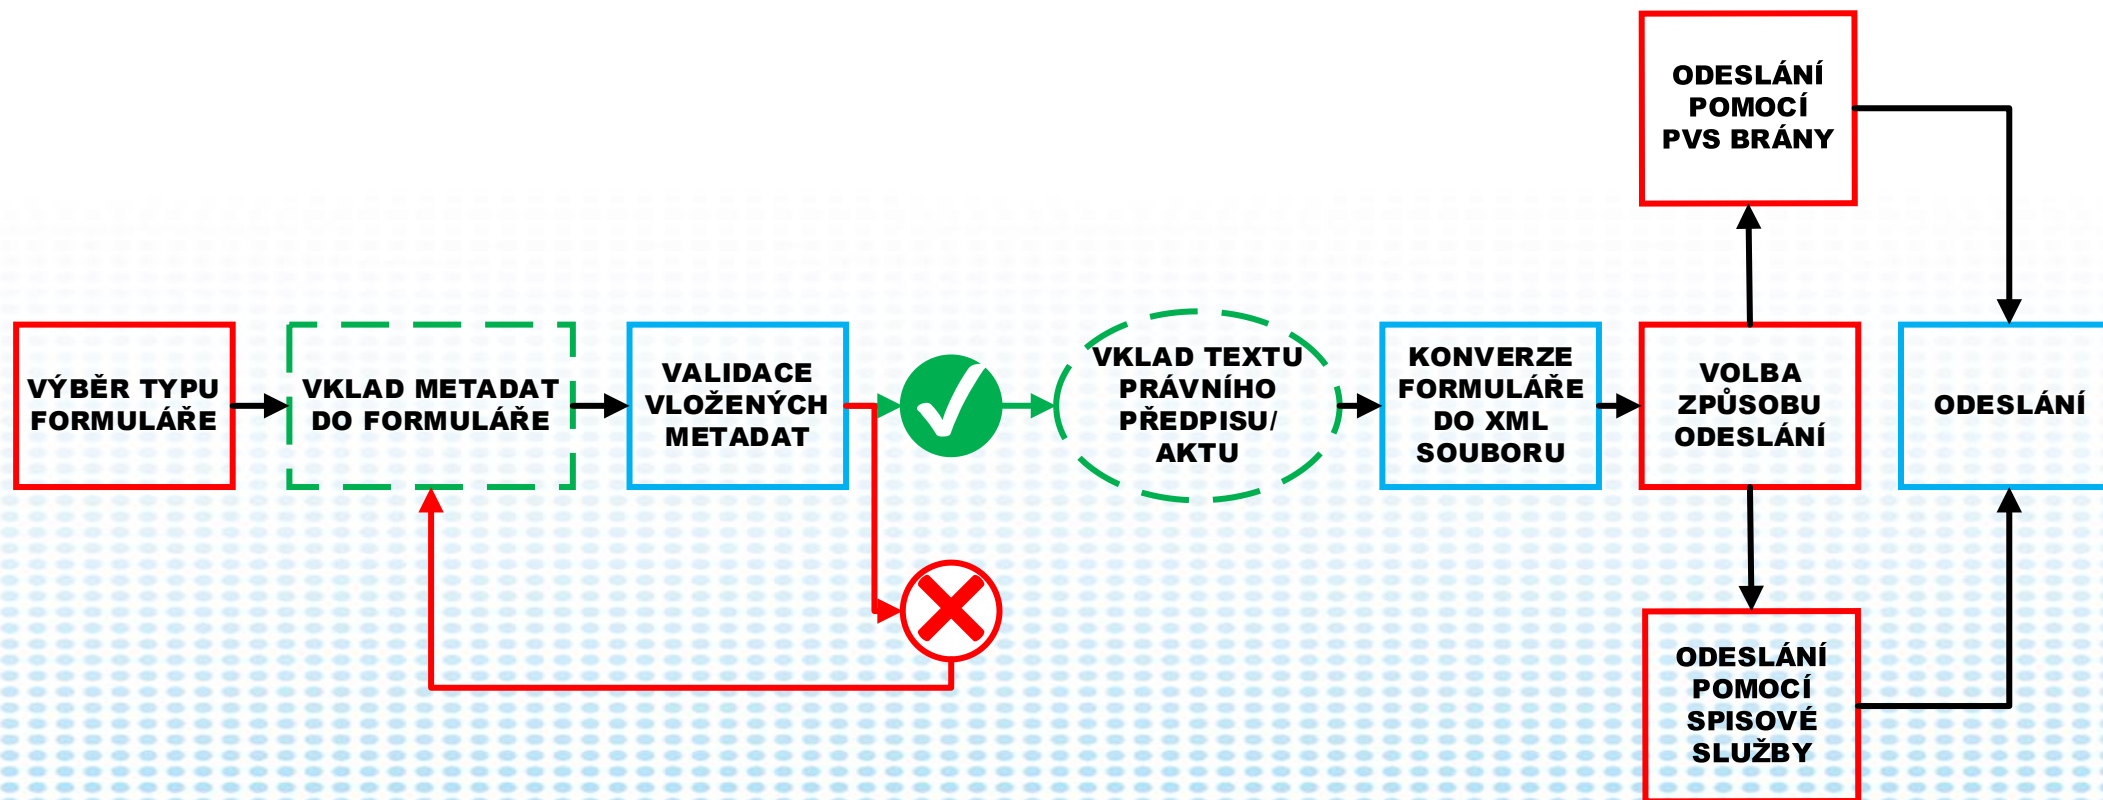 VÝBĚR TYPU
FORMULÁŘE
VKLAD METADAT
DO FORMULÁŘE
VALIDACE
VLOŽENÝCH
METADAT
VKLAD TEXTU
PRÁVNÍHO
PŘEDPISU/
AKTU
KONVERZE
FORMULÁŘE
DO XML
SOUBORU
VOLBA
ZPŮSOBU
ODESLÁNÍ
ODESLÁNÍ
POMOCÍ
PVS BRÁNY
ODESLÁNÍ
POMOCÍ
SPISOVÉ
SLUŽBY
ODESLÁNÍ